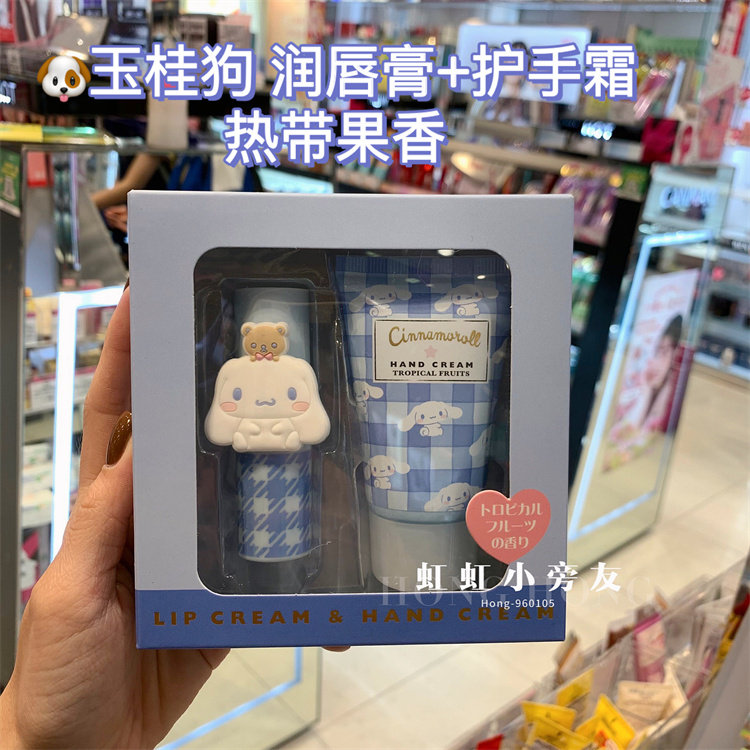 玉桂狗 润唇膏+护手霜
热带果香
Cinnamoroll
HAND CREAM
TROPICAL FRUITS
トロピカル
フルーツ
の香り
虹虹小旁友
Hong-960105
LIP CREAM & HAND CREAM